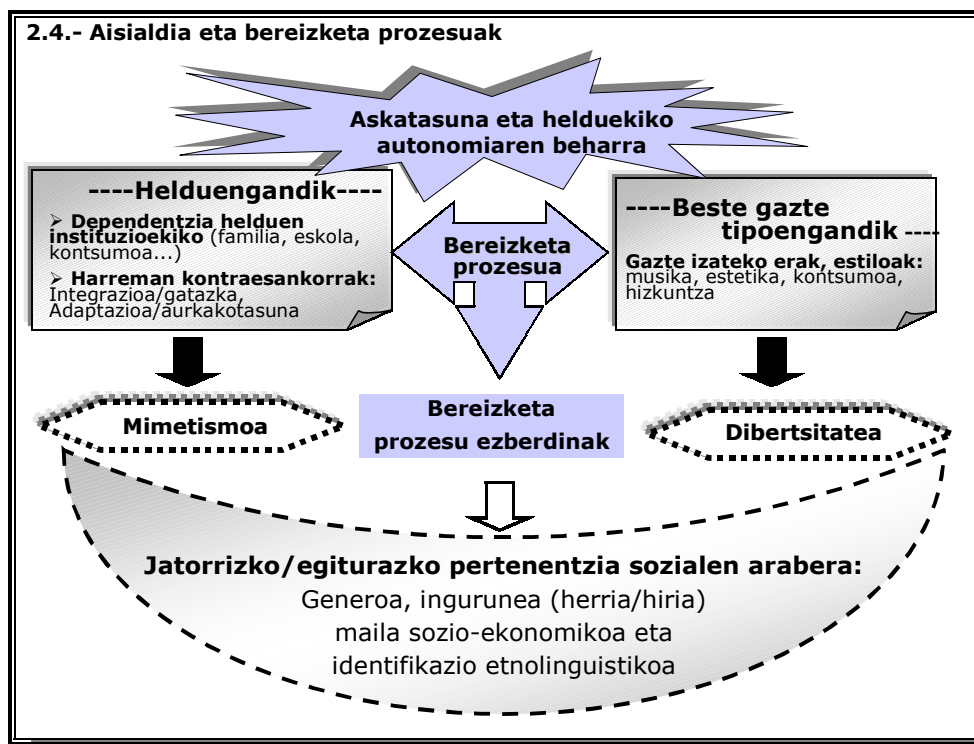 2.4.- Aisialdia eta bereizketa prozesuak
Askatasuna eta helduekiko
autonomiaren beharra
----Helduengandik----
➢ Dependentzia helduen
instituzioekiko (familia, eskola,
kontsumoa...)
➢ Harreman kontraesankorrak:
Integrazioa/gatazka,
Adaptazioa/aurkakotasuna
Bereizketa
prozesua
----Beste gazte
tipoengandik ----
Gazte izateko erak, estiloak:
musika, estetika, kontsumoa,
hizkuntza
Mimetismoa
Bereizketa
prozesu ezberdinak
Dibertsitatea
Jatorrizko/egiturazko pertenentzia sozialen arabera:
Generoa, ingurunea (herria/hiria)
maila sozio-ekonomikoa eta
identifikazio etnolinguistikoa